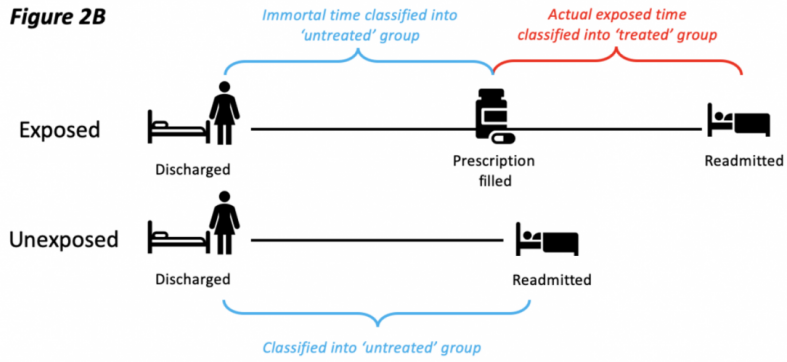 Figure 2B
Immortal time classified into
‘untreated’ group
Actual exposed time
classified into ‘treated’ group
Exposed
Discharged
Prescription
filled
Readmitted
Unexposed
Discharged
Readmitted
Classified into ‘untreated’ group